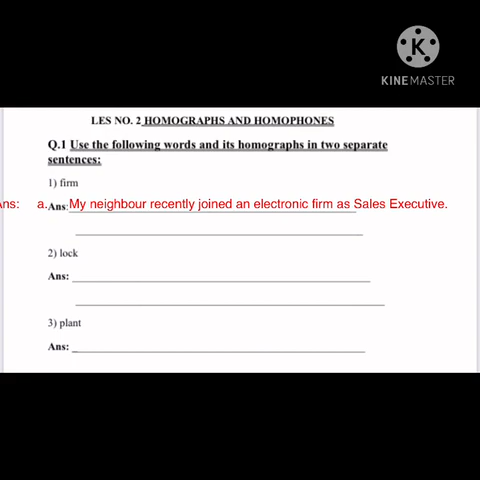 K
KINEMASTER
LES NO. 2 HOMOGRAPHS AND HOMOPHONES
Q.1 Use the following words and its homographs in two separate
sentences:
1) firm
Ans: a. Ans: My neighbour recently joined an electronic firm as Sales Executive.
2) lock
Ans:
3) plant
Ans: